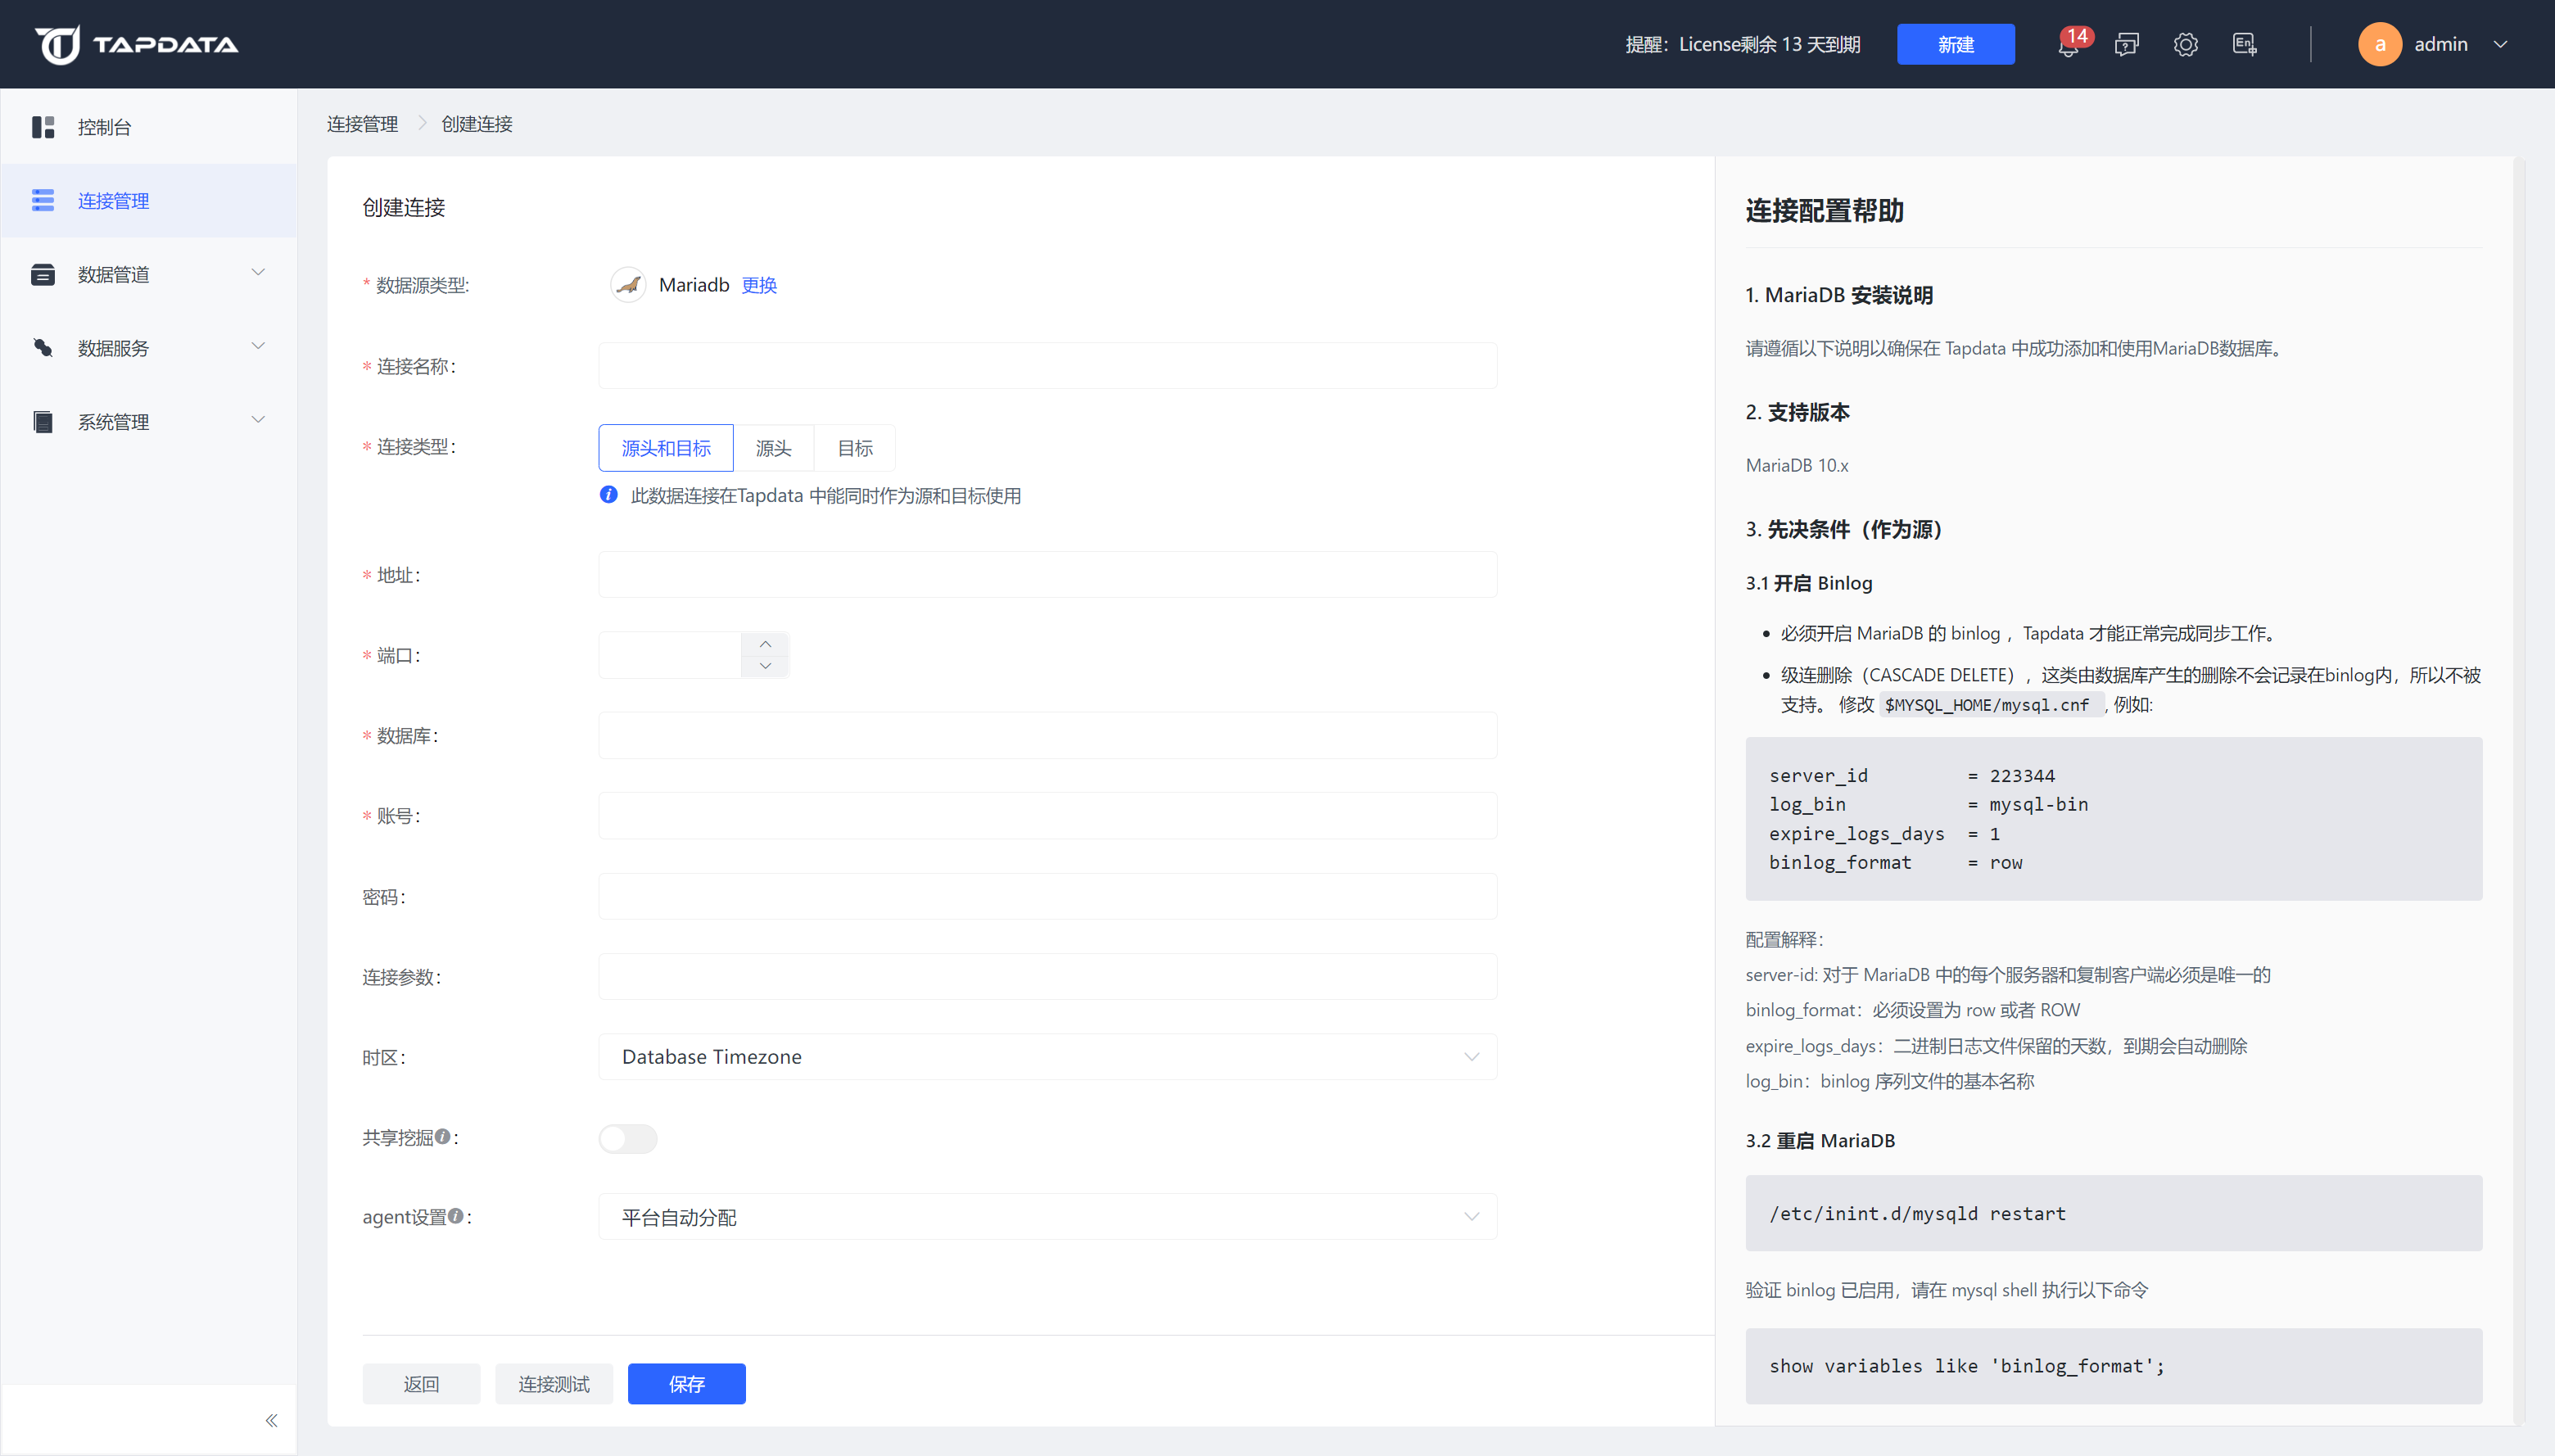 TAPDATA
提醒：License剩余 13 天到期
新建
14
En
a
admin
控制台
连接管理
数据管道
数据服务
系统管理
连接管理
创建连接
创建连接
* 数据源类型:
Mariadb 更换
* 连接名称:
* 连接类型:
源头和目标
源头
目标
此数据连接在Tapdata 中能同时作为源和目标使用
* 地址:
* 端口:
* 数据库:
* 账号:
密码:
连接参数:
时区:
Database Timezone
共享挖掘:
agent设置:
平台自动分配
返回
连接测试
保存
连接配置帮助
1. MariaDB 安装说明
请遵循以下说明以确保在 Tapdata 中成功添加和使用MariaDB数据库。
2. 支持版本
MariaDB 10.x
3. 先决条件（作为源）
3.1 开启 Binlog
• 必须开启 MariaDB 的 binlog ，Tapdata 才能正常完成同步工作。
• 级连删除（CASCADE DELETE），这类由数据库产生的删除不会记录在binlog内，所以不被
支持。 修改 $MYSQL_HOME/mysql.cnf , 例如:
server_id         = 223344
log_bin           = mysql-bin
expire_logs_days  = 1
binlog_format     = row
配置解释：
server-id: 对于 MariaDB 中的每个服务器和复制客户端必须是唯一的
binlog_format：必须设置为 row 或者 ROW
expire_logs_days：二进制日志文件保留的天数，到期会自动删除
log_bin：binlog 序列文件的基本名称
3.2 重启 MariaDB
/etc/inint.d/mysqld restart
验证 binlog 已启用，请在 mysql shell 执行以下命令
show variables like 'binlog_format';